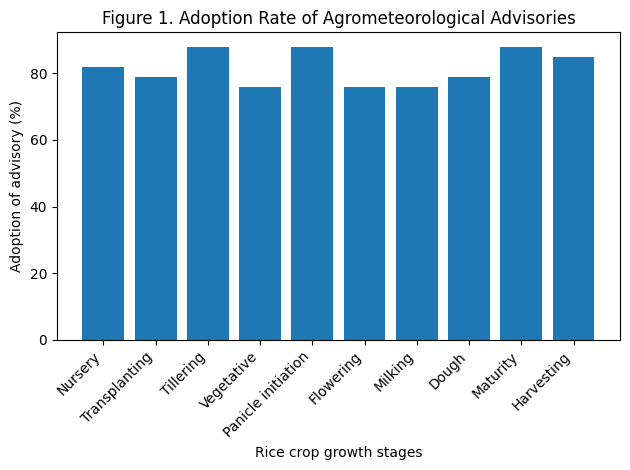 Figure 1. Adoption Rate of Agrometeorological Advisories
Adoption of advisory (%)
80
60
40
20
0
Nursery
Transplanting
Tillering
Vegetative
Panicle initiation
Flowering
Milking
Dough
Maturity
Harvesting
Rice crop growth stages